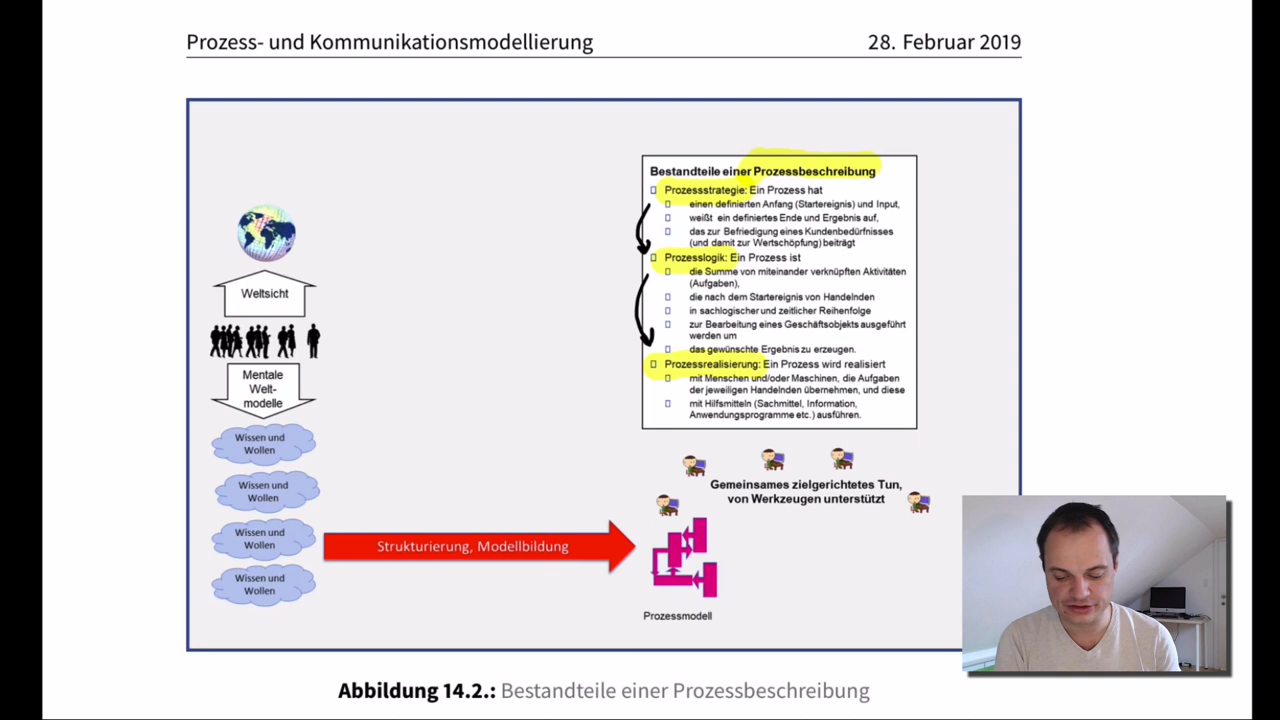 Prozess- und Kommunikationsmodellierung
28. Februar 2019
Weltsicht
Mentale
Welt-
modelle
Wissen und
Wollen
Wissen und
Wollen
Wissen und
Wollen
Wissen und
Wollen
Strukturierung, Modellbildung
Bestandteile einer Prozessbeschreibung
Prozessstrategie: Ein Prozess hat
einen definierten Anfang (Startereignis) und Input,
weißt ein definiertes Ende und Ergebnis auf,
das zur Befriedigung eines Kundenbedürfnisses
(und damit zur Wertschöpfung) beiträgt
Prozesslogik: Ein Prozess ist
die Summe von miteinander verknüpften Aktivitäten
(Aufgaben),
die nach dem Startereignis von Handelnden
in sachlogischer und zeitlicher Reihenfolge
zur Bearbeitung eines Geschäftsobjekts ausgeführt
werden um
das gewünschte Ergebnis zu erzeugen.
Prozessrealisierung: Ein Prozess wird realisiert
mit Menschen und/oder Maschinen, die Aufgaben
der jeweiligen Handelnden übernehmen, und diese
mit Hilfsmitteln (Sachmittel, Information,
Anwendungsprogramme etc.) ausführen.
Gemeinsames zielgerichtetes Tun,
von Werkzeugen unterstützt
Prozessmodell
Abbildung 14.2.: Bestandteile einer Prozessbeschreibung